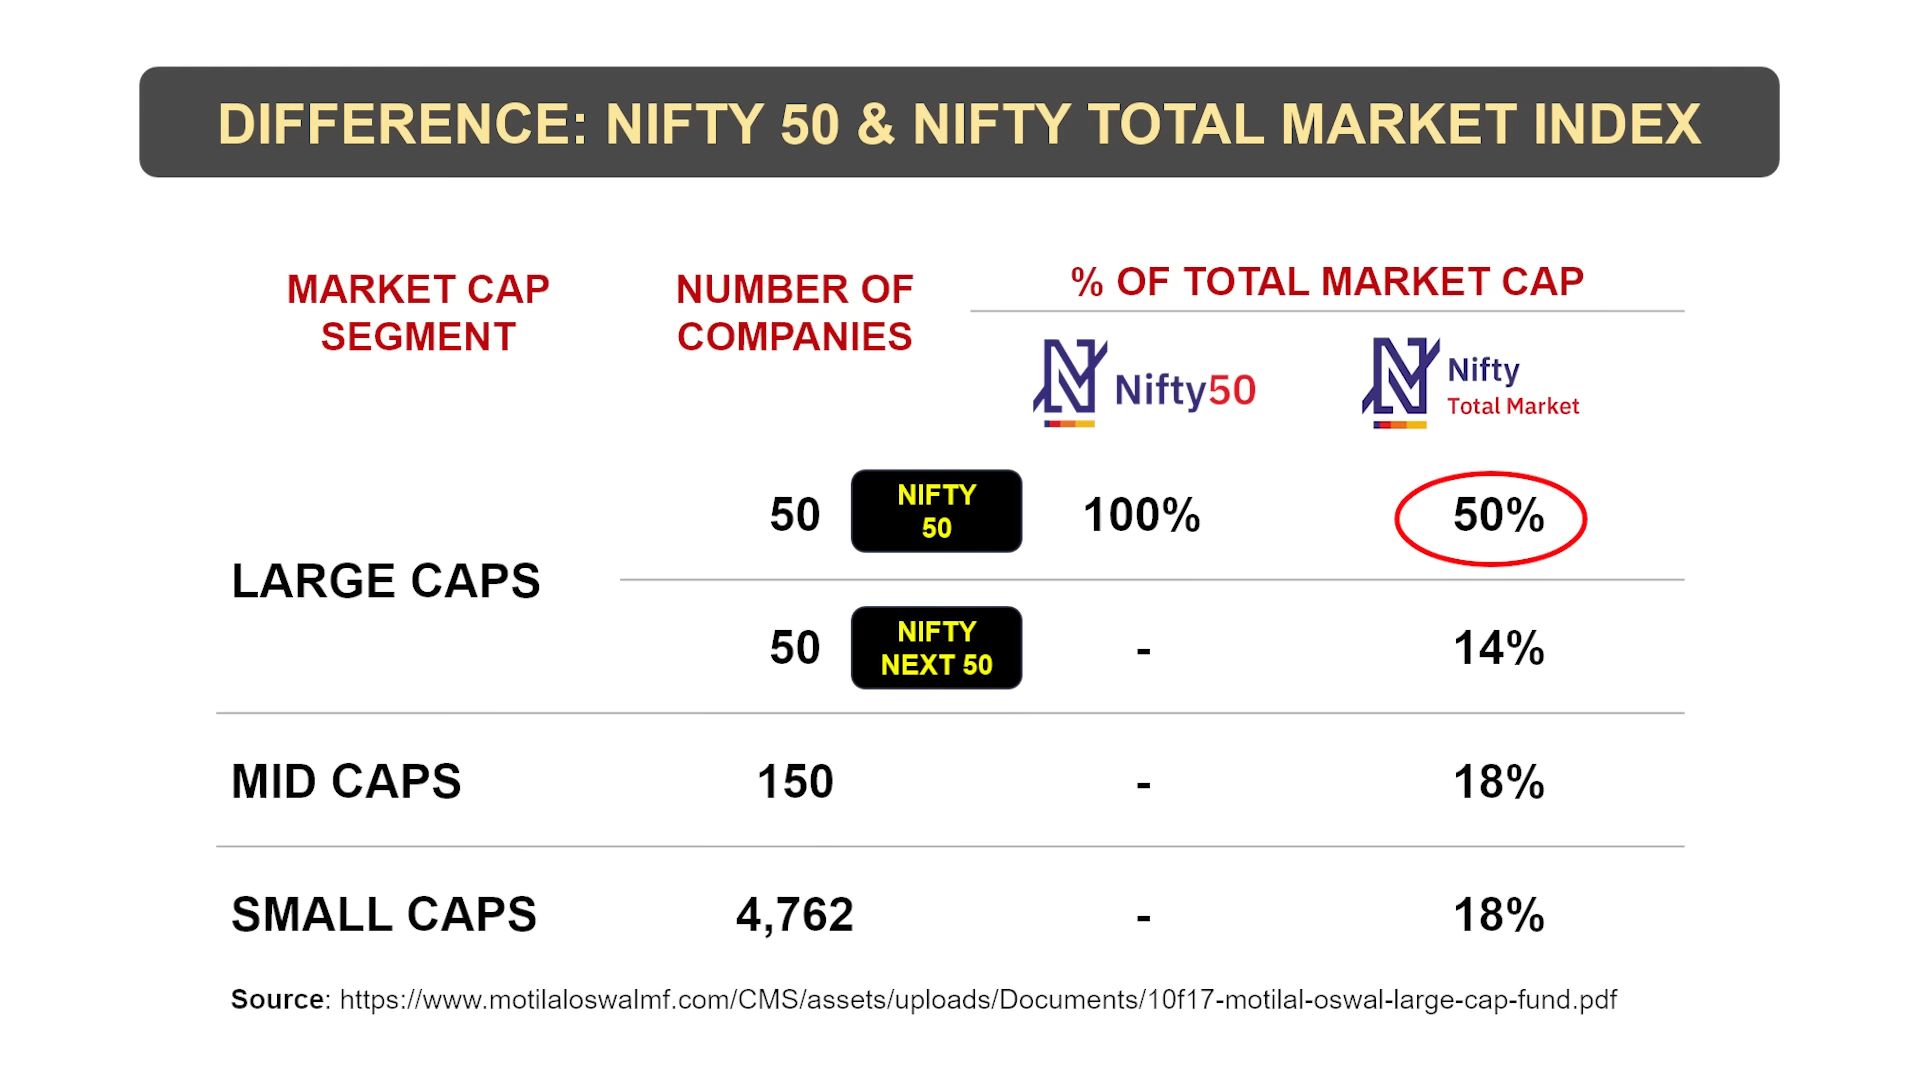 DIFFERENCE: NIFTY 50 & NIFTY TOTAL MARKET INDEX
MARKET CAP
SEGMENT
NUMBER OF
COMPANIES
% OF TOTAL MARKET CAP
Nifty50
Nifty
Total Market
LARGE CAPS
50
NIFTY
50
100%
50%
50
NIFTY
NEXT 50
-
14%
MID CAPS
150
-
18%
SMALL CAPS
4,762
-
18%
Source: https://www.motilaloswalmf.com/CMS/assets/uploads/Documents/10f17-motilal-oswal-large-cap-fund.pdf